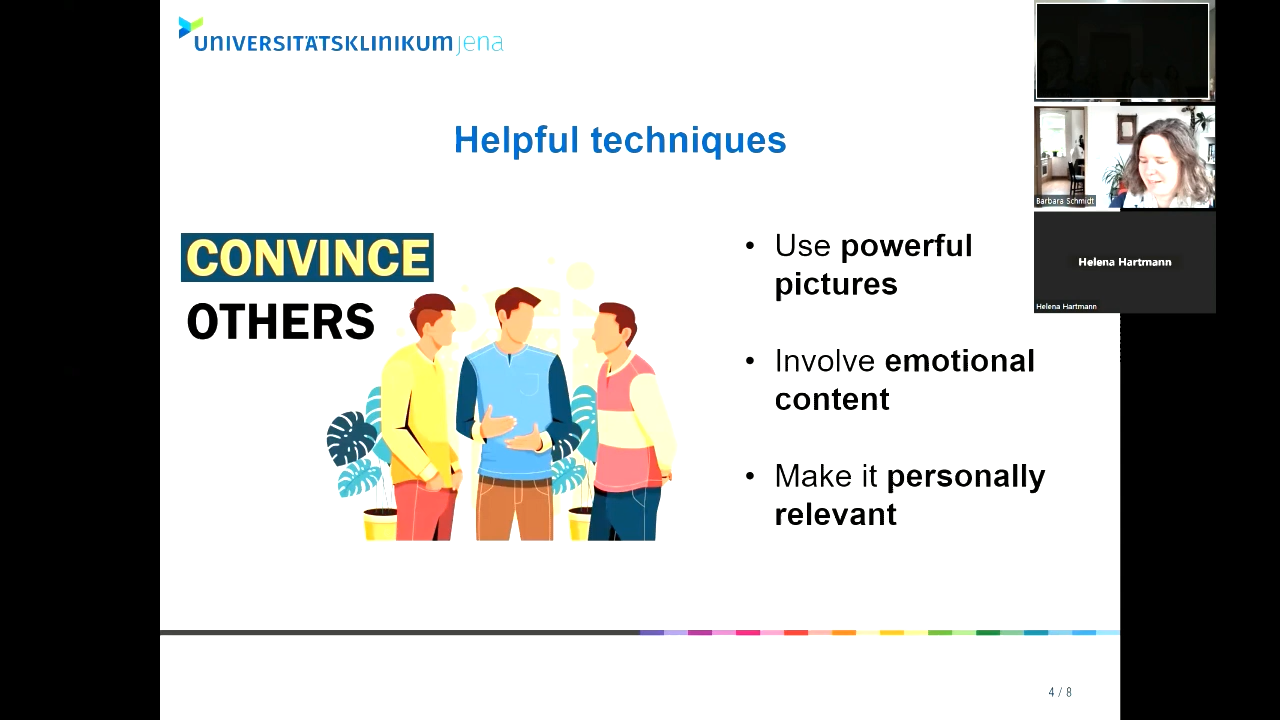 UNIVERSITÄTSKLINIKUM jena
Helpful techniques
CONVINCE
OTHERS
• Use powerful
pictures
• Involve emotional
content
• Make it personally
relevant
4 / 8
Barbara Schmidt
Helena Hartmann
Helena Hartmann